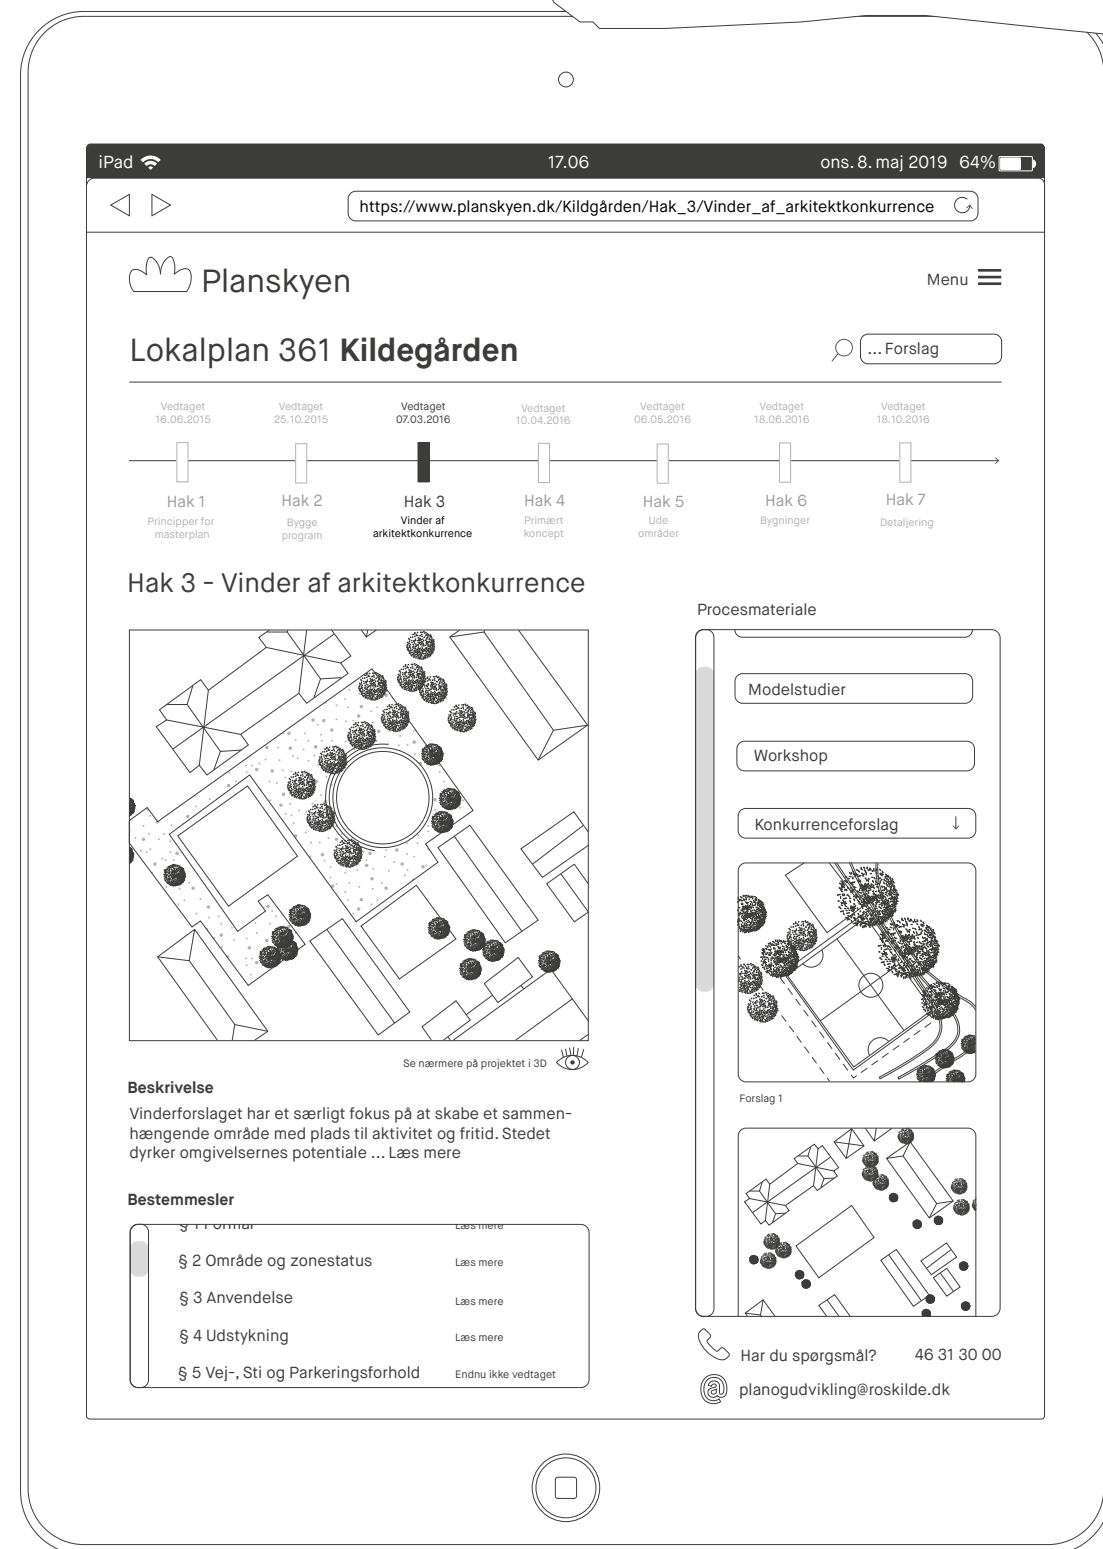 iPad
17.06
ons. 8. maj 2019 64%
https://www.planskyen.dk/Kildgården/Hak_3/Vinder_af_arkitektkonkurrence
Planskyen
Menu
Lokalplan 361 Kildegården
... Forslag
Vedtaget
16.06.2015
Hak 1
Principper for
masterplan
Vedtaget
25.10.2015
Hak 2
Bygge
program
Vedtaget
07.03.2016
Hak 3
Vinder af
arkitektkonkurrence
Vedtaget
10.04.2016
Hak 4
Primært
koncept
Vedtaget
06.05.2016
Hak 5
Ude
områder
Vedtaget
18.06.2016
Hak 6
Bygninger
Vedtaget
18.10.2016
Hak 7
Detaljering
Hak 3 - Vinder af arkitektkonkurrence
Se nærmere på projektet i 3D
Beskrivelse
Vinderforslaget har et særligt fokus på at skabe et sammen-
hængende område med plads til aktivitet og fritid. Stedet
dyrker omgivelsernes potentiale ... Læs mere
Bestemmesler
§ 1 Formål Læs mere
§ 2 Område og zonestatus Læs mere
§ 3 Anvendelse Læs mere
§ 4 Udstykning Læs mere
§ 5 Vej-, Sti og Parkeringsforhold Endnu ikke vedtaget
Procesmateriale
Modelstudier
Workshop
Konkurrenceforslag ↓
Forslag 1
Har du spørgsmål? 46 31 30 00
@ planogudvikling@roskilde.dk